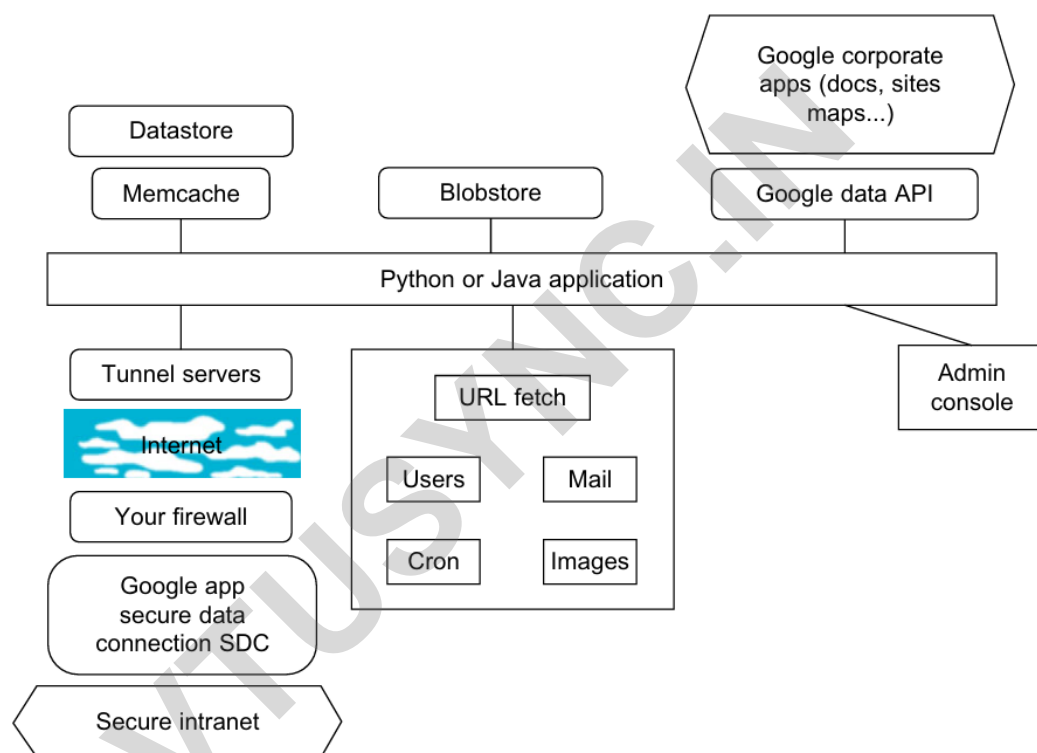 Google corporate
apps (docs, sites
maps...)
Datastore
Memcache
Blobstore
Google data API
Python or Java application
Tunnel servers
URL fetch
Admin
console
Internet
Users
Mail
Your firewall
Cron
Images
Google app
secure data
connection SDC
Secure intranet
VTUSYNC.IN